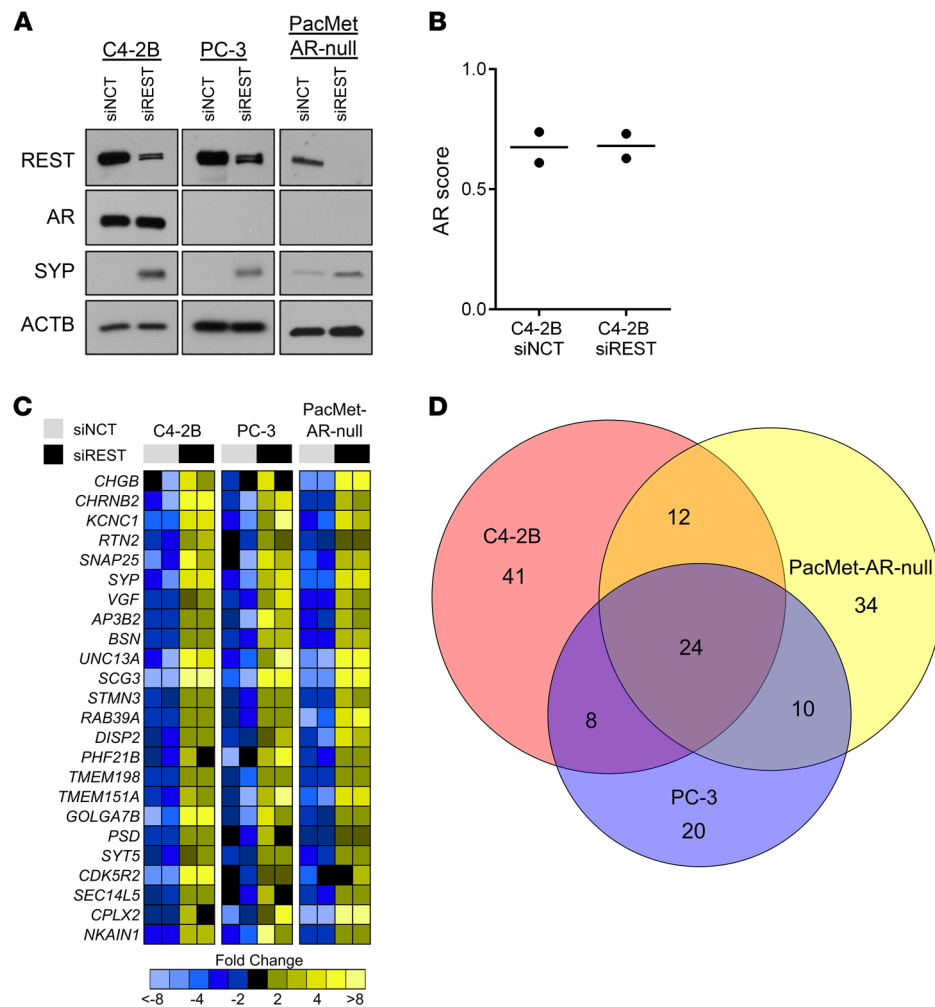 A
C4-2B
PC-3
PacMet
AR-null
siNCT
siREST
siNCT
siREST
siNCT
siREST
REST
AR
SYP
ACTB
B
AR score
1.0
0.5
0.0
C4-2B
siNCT
C4-2B
siREST
C
siNCT
siREST
C4-2B
PC-3
PacMet-
AR-null
CHGB
CHRNB2
KCNC1
RTN2
SNAP25
SYP
VGF
AP3B2
BSN
UNC13A
SCG3
STMN3
RAB39A
DISP2
PHF21B
TMEM198
TMEM151A
GOLGA7B
PSD
SYT5
CDK5R2
SEC14L5
CPLX2
NKAIN1
Fold Change
<-8 -4 -2 2 4 >8
D
C4-2B
41
12
PacMet-AR-null
34
24
8
10
PC-3
20